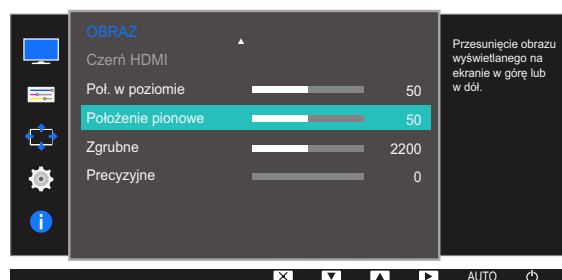 OBRAZ
Czerń HDMI
Poł. w poziomie 50
Położenie pionowe 50
Zgrubne 2200
Precyzyjne 0
Przesunięcie obrazu
wyświetlanego na
ekranie w górę lub
w dół.
AUTO